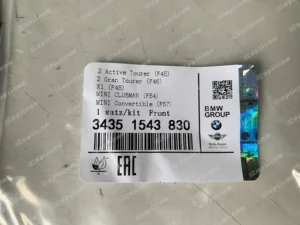 2 Active Tourer (F45)
2 Gran Tourer (F46)
X1 (F48)
MINI CLUBMAN (F54)
MINI Convertible (F57)
1 satz/kit Front
3435 1543 830
BMW
GROUP
EAC